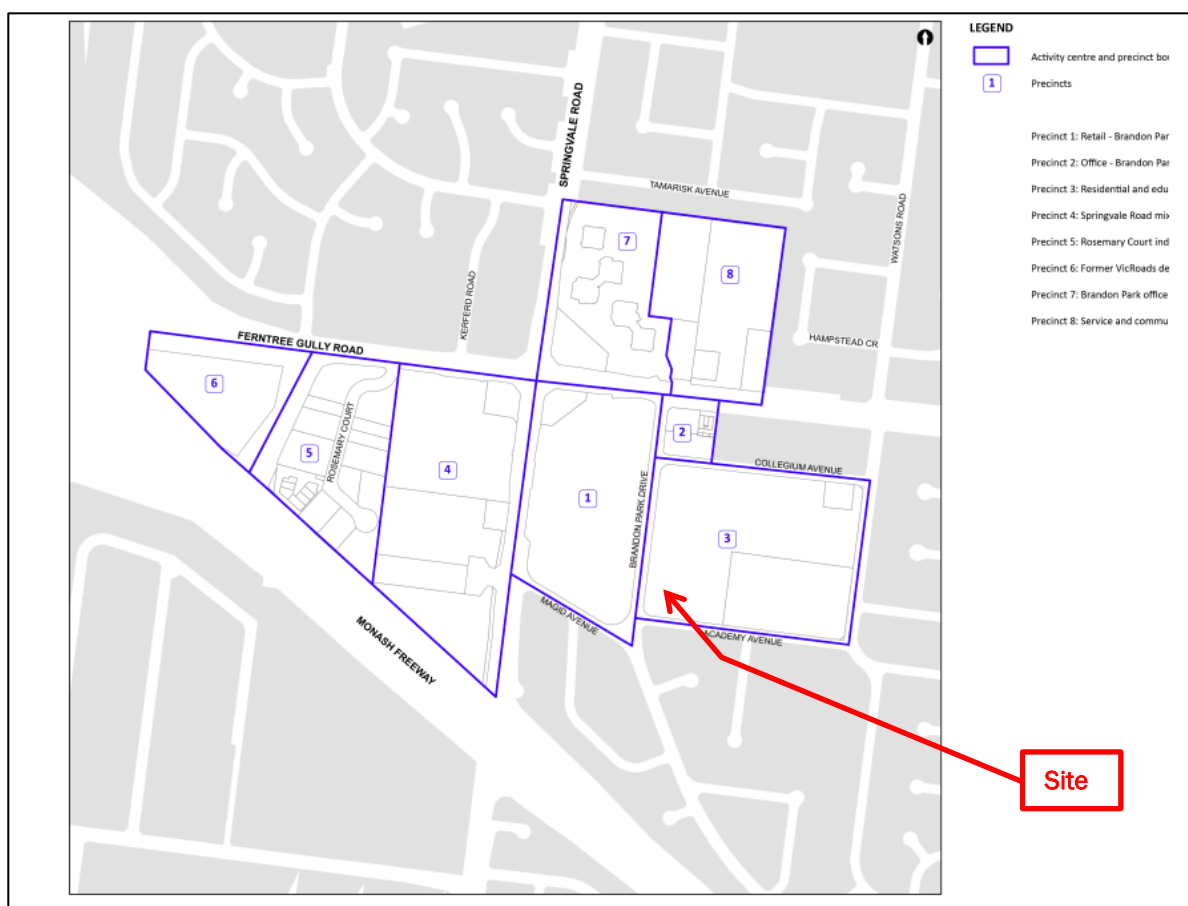 LEGEND
Activity centre and precinct bou
1
Precincts
Precinct 1: Retail - Brandon Par
Precinct 2: Office - Brandon Par
Precinct 3: Residential and edu
Precinct 4: Springvale Road mix
Precinct 5: Rosemary Court ind
Precinct 6: Former VicRoads de
Precinct 7: Brandon Park office
Precinct 8: Service and commu
SPRINGVALE ROAD
TAMARISK AVENUE
WATSONS ROAD
7
8
KERFERD ROAD
HAMPSTEAD CR
FERNTREE GULLY ROAD
6
5
ROSEMARY COURT
4
1
2
COLLEGIUM AVENUE
BRANDON PARK DRIVE
3
MAGID AVENUE
ACADEMY AVENUE
MONASH FREEWAY
Site